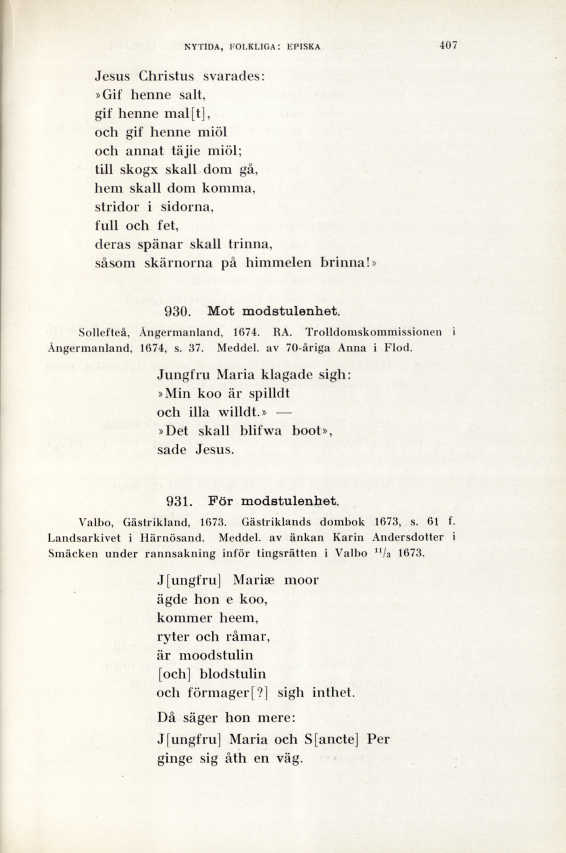 NYTIDA, FOLKLIGA: EPISKA 407
Jesus Christus svarades:
»Gif henne salt,
gif henne mal[t],
och gif henne miöl
och annat täjie miöl;
till skogx skall dom gå,
hem skall dom komma,
stridor i sidorna,
full och fet,
deras spänar skall trinna,
såsom skärnorna på himmelen brinna!»
930. Mot modstulenhet.
Sollefteå, Ångermanland, 1674. RA. Trolldomskommissionen i
Ångermanland, 1674, s. 37. Meddel. av 70-åriga Anna i Flod.
Jungfru Maria klagade sigh:
»Min koo är spilldt
och illa willdt.» —
»Det skall blifwa boot»,
sade Jesus.
931. För modstulenhet.
Valbo, Gästrikland, 1673. Gästriklands dombok 1673, s. 61 f.
Landsarkivet i Härnösand. Meddel. av änkan Karin Andersdotter i
Smäcken under rannsakning inför tingsrätten i Valbo 11/3 1673.
J[ungfru] Mariæ moor
ägde hon e koo,
kommer heem,
ryter och råmar,
är moodstulin
[och] blodstulin
och förmager[?] sigh inthet.
Då säger hon mere:
J[ungfru] Maria och S[ancte] Per
ginge sig åth en väg.